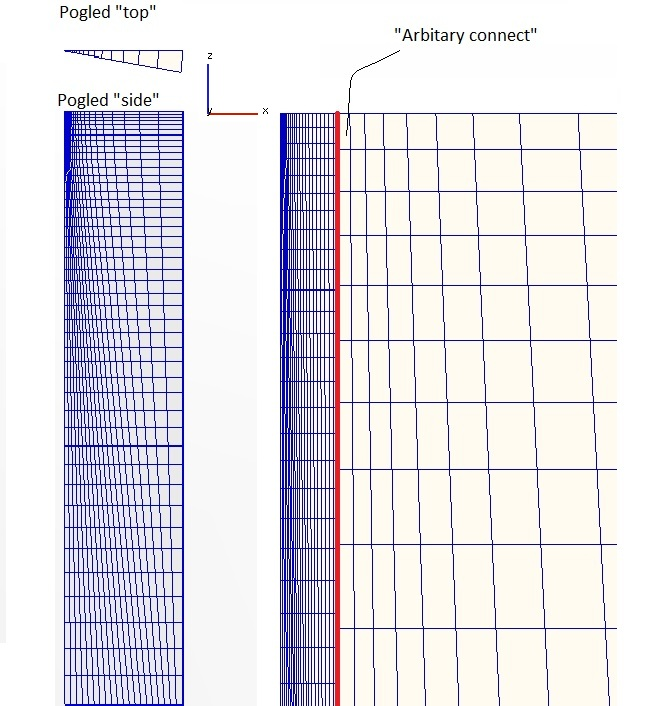 Pogled "top"
"Arbitary connect"
z
Pogled "side"
x